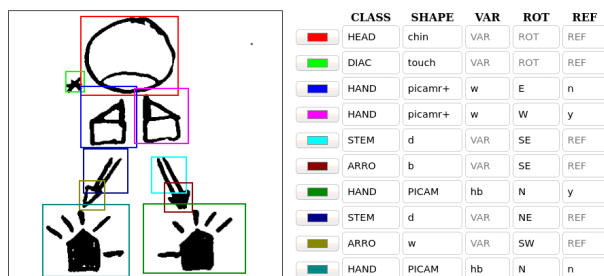 CLASS SHAPE VAR ROT REF
HEAD chin VAR ROT REF
DIAC touch VAR ROT REF
HAND picamr+ w E n
HAND picamr+ w W y
STEM d VAR SE REF
ARRO b VAR SE REF
HAND PICAM hb N y
STEM d VAR NE REF
ARRO w VAR SW REF
HAND PICAM hb N n